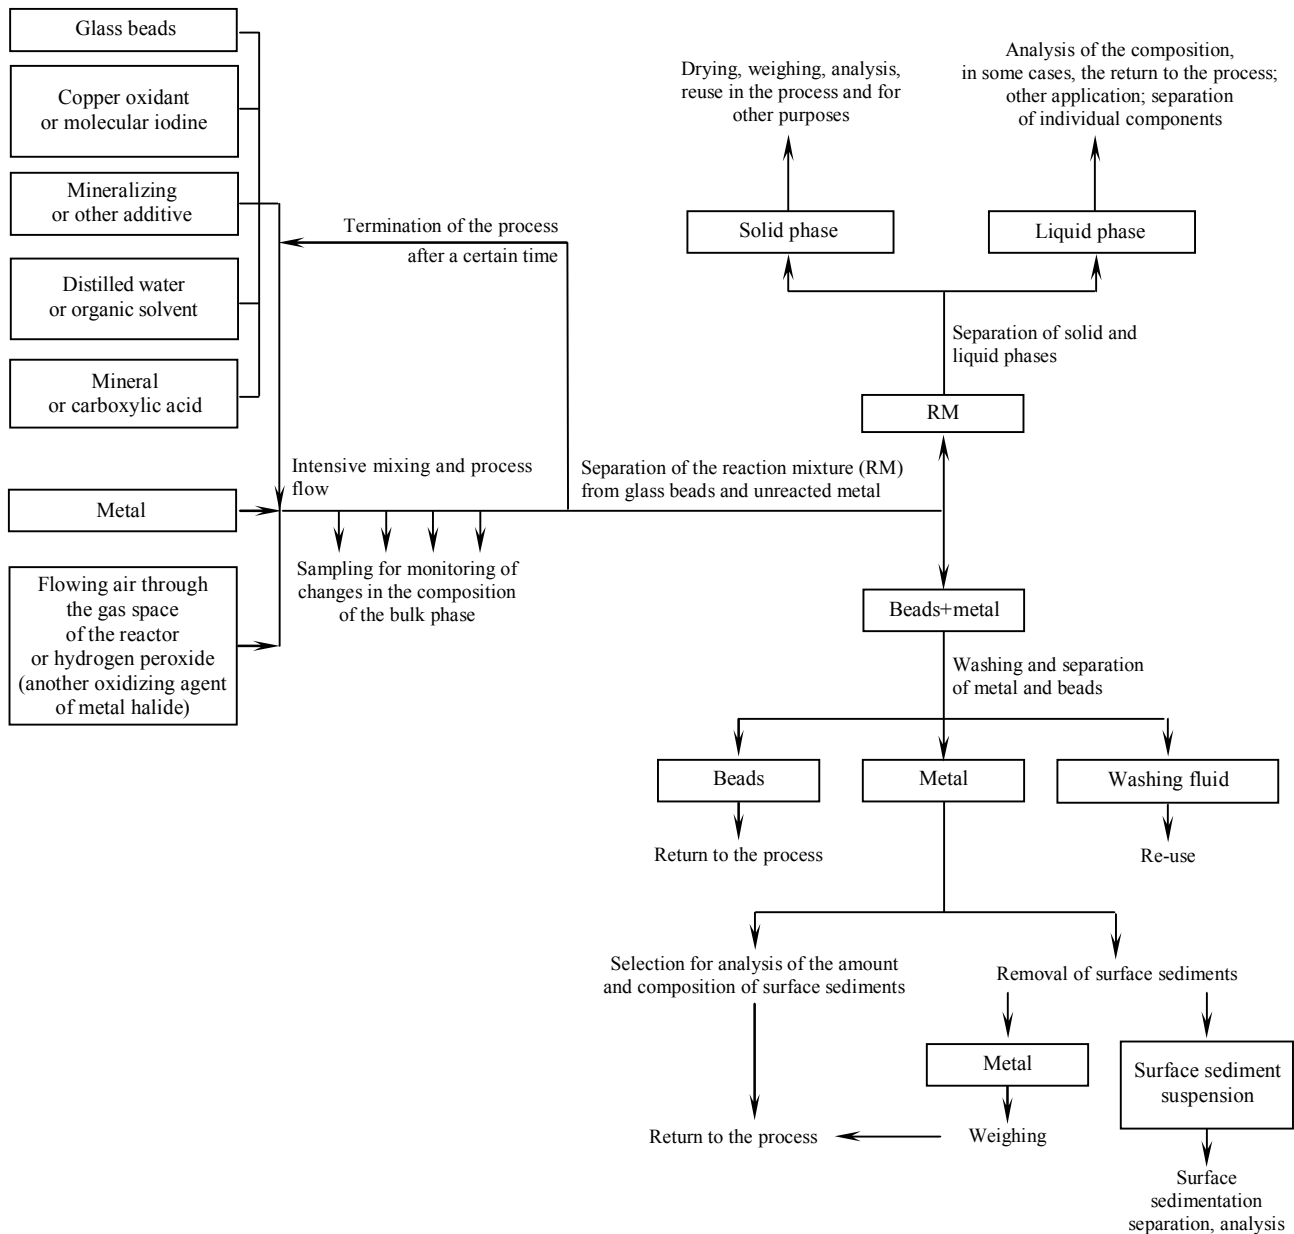 Glass beads
Copper oxidant
or molecular iodine
Mineralizing
or other additive
Distilled water
or organic solvent
Mineral
or carboxylic acid
Metal
Flowing air through
the gas space
of the reactor
or hydrogen peroxide
(another oxidizing agent
of metal halide)
Termination of the process
after a certain time
Intensive mixing and process
flow
Sampling for monitoring of
changes in the composition
of the bulk phase
Separation of the reaction mixture (RM)
from glass beads and unreacted metal
Drying, weighing, analysis,
reuse in the process and for
other purposes
Analysis of the composition,
in some cases, the return to the process;
other application; separation
of individual components
Solid phase
Liquid phase
Separation of solid and
liquid phases
RM
Beads+metal
Washing and separation
of metal and beads
Beads
Metal
Washing fluid
Return to the process
Re-use
Selection for analysis of the amount
and composition of surface sediments
Removal of surface sediments
Metal
Surface sediment
suspension
Return to the process
Weighing
Surface
sedimentation
separation, analysis